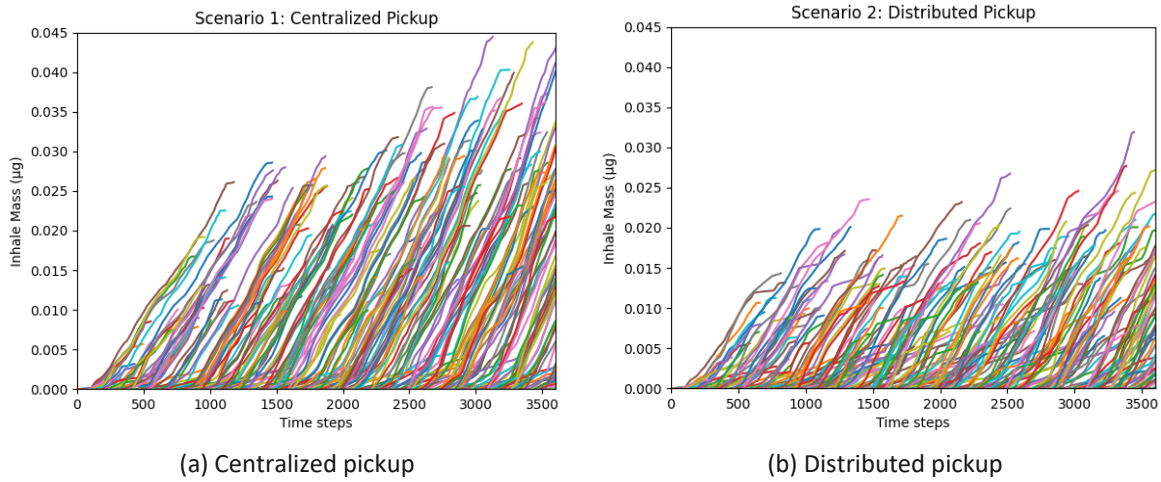 Scenario 1: Centralized Pickup
Inhale Mass (µg)
0.045
0.040
0.035
0.030
0.025
0.020
0.015
0.010
0.005
0.000
0 500 1000 1500 2000 2500 3000 3500
Time steps
(a) Centralized pickup
Scenario 2: Distributed Pickup
Inhale Mass (µg)
0.045
0.040
0.035
0.030
0.025
0.020
0.015
0.010
0.005
0.000
0 500 1000 1500 2000 2500 3000 3500
Time steps
(b) Distributed pickup